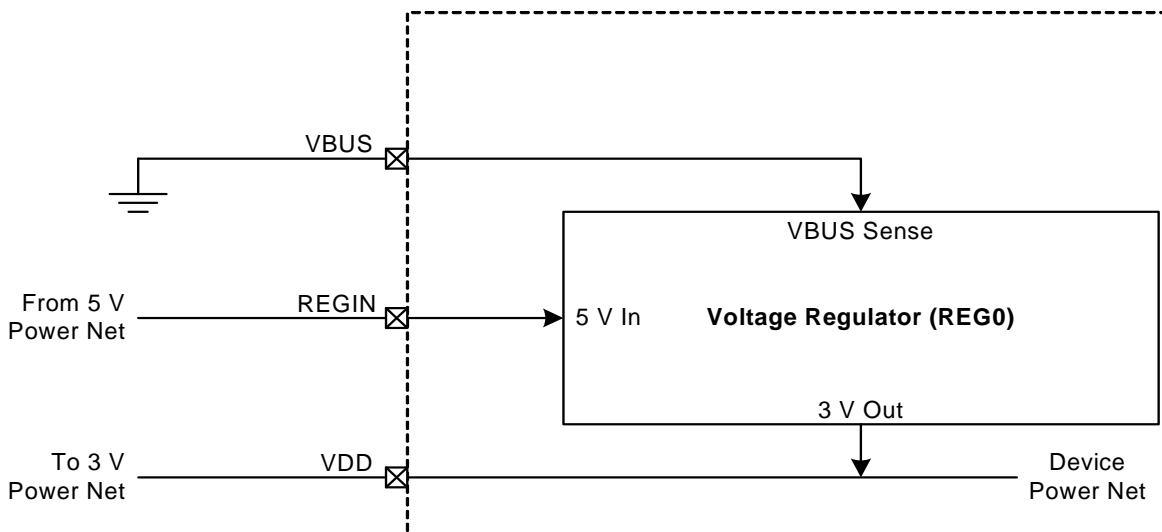 VBUS
VBUS Sense
From 5 V
Power Net
REGIN
5 V In
Voltage Regulator (REG0)
3 V Out
To 3 V
Power Net
VDD
Device
Power Net